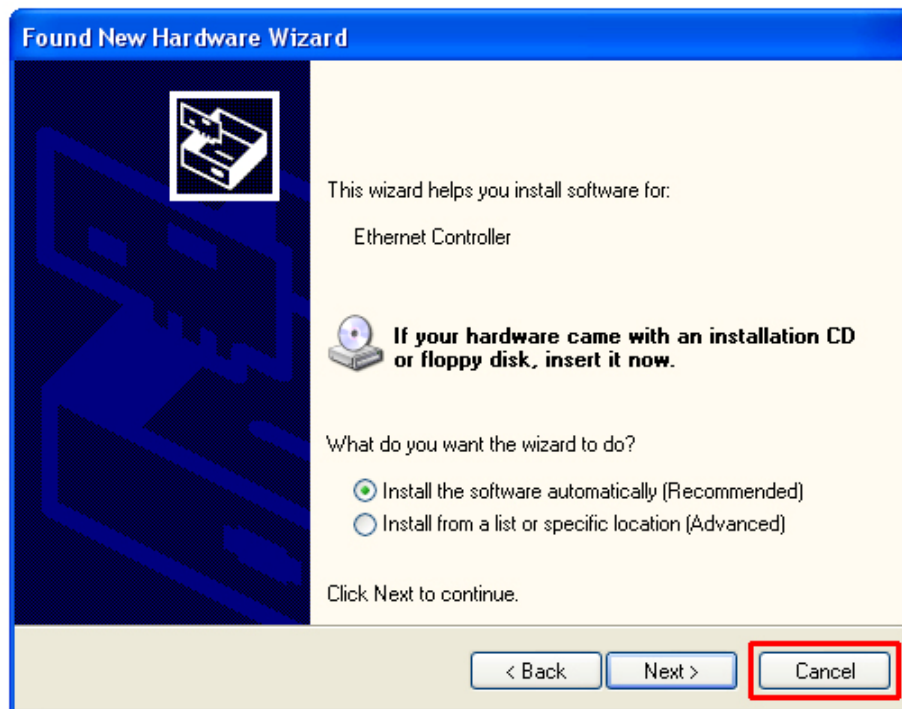 Found New Hardware Wizard
This wizard helps you install software for:
Ethernet Controller
If your hardware came with an installation CD
or floppy disk, insert it now.
What do you want the wizard to do?
Install the software automatically (Recommended)
Install from a list or specific location (Advanced)
Click Next to continue.
< Back Next > Cancel